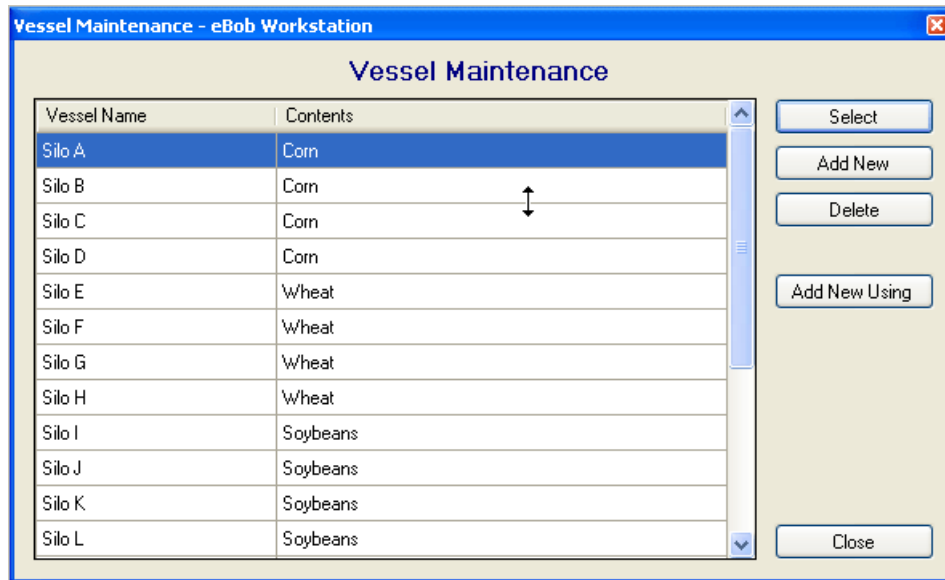 Vessel Maintenance - eBob Workstation
Vessel Maintenance
Vessel Name Contents
Silo A Corn
Silo B Corn
Silo C Corn
Silo D Corn
Silo E Wheat
Silo F Wheat
Silo G Wheat
Silo H Wheat
Silo I Soybeans
Silo J Soybeans
Silo K Soybeans
Silo L Soybeans
Select
Add New
Delete
Add New Using
Close